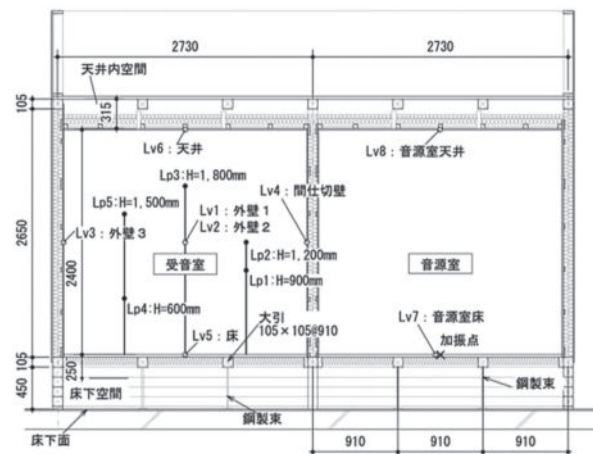 2730
2730
天井内空間
105
315
Lv6：天井
Lv8：音源室天井
Lp3:H=1,800mm
Lp5:H=1,500mm
Lv4：間仕切壁
Lv1：外壁1
Lv2：外壁2
Lv3：外壁3
Lp2:H=1,200mm
2650
2400
受音室
音源室
Lp1:H=900mm
Lp4:H=600mm
大引
105×105@910
Lv7：音源室床
加振点
Lv5：床
105
250
450
床下空間
鋼製束
鋼製束
床下面
910
910
910